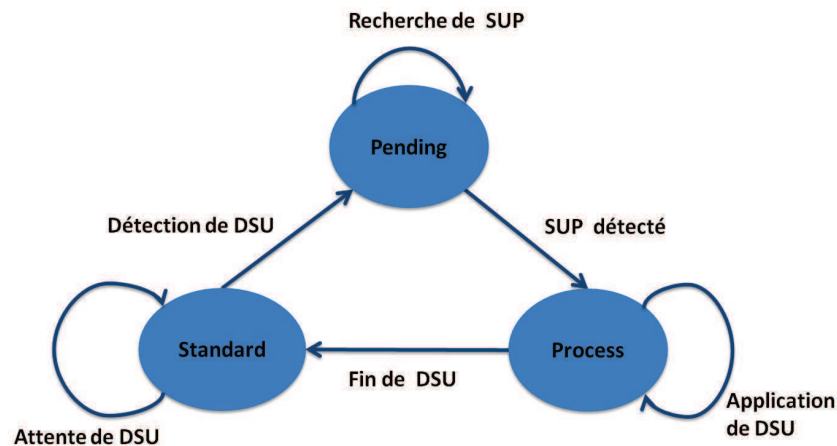 Recherche de SUP
Pending
Détection de DSU
SUP détecté
Standard
Process
Fin de DSU
Attente de DSU
Application
de DSU